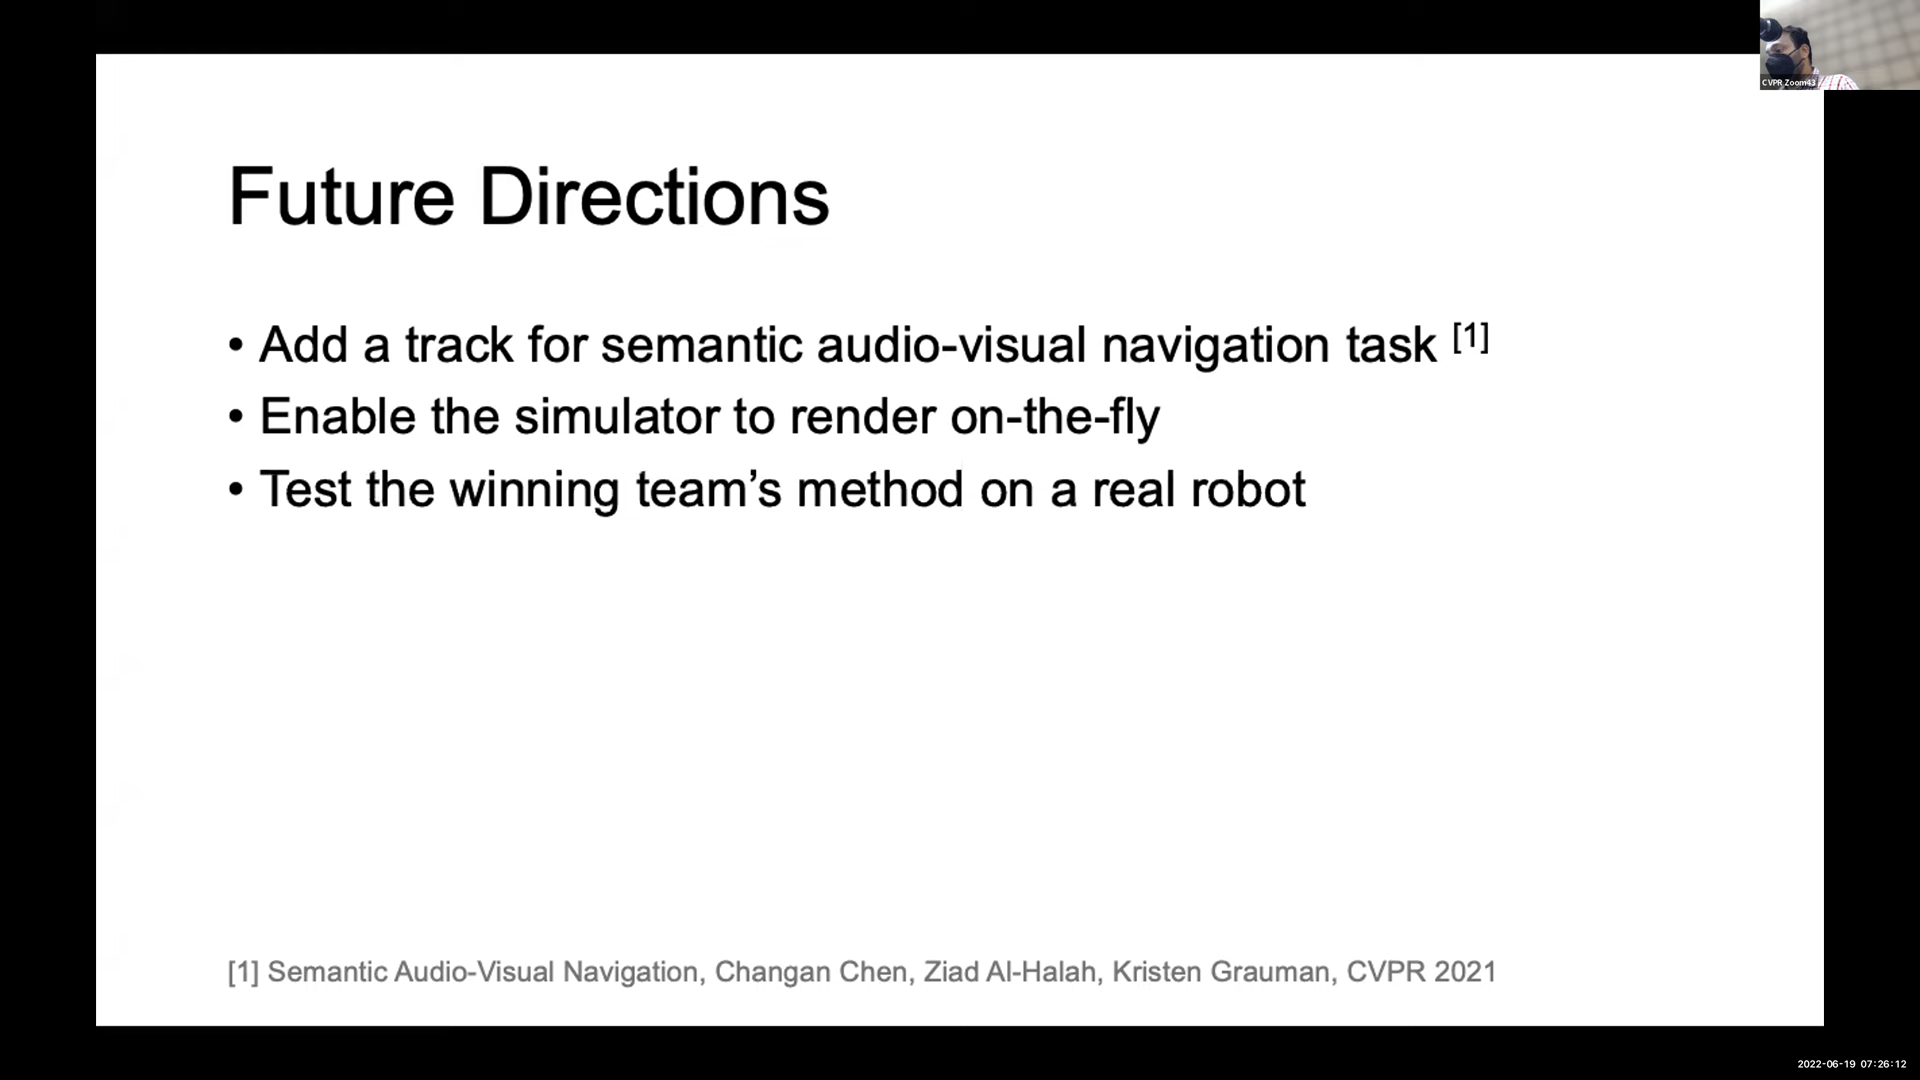 CVPR Zoom43
Future Directions
• Add a track for semantic audio-visual navigation task [1]
• Enable the simulator to render on-the-fly
• Test the winning team’s method on a real robot
[1] Semantic Audio-Visual Navigation, Changan Chen, Ziad Al-Halah, Kristen Grauman, CVPR 2021
2022-06-19 07:26:12